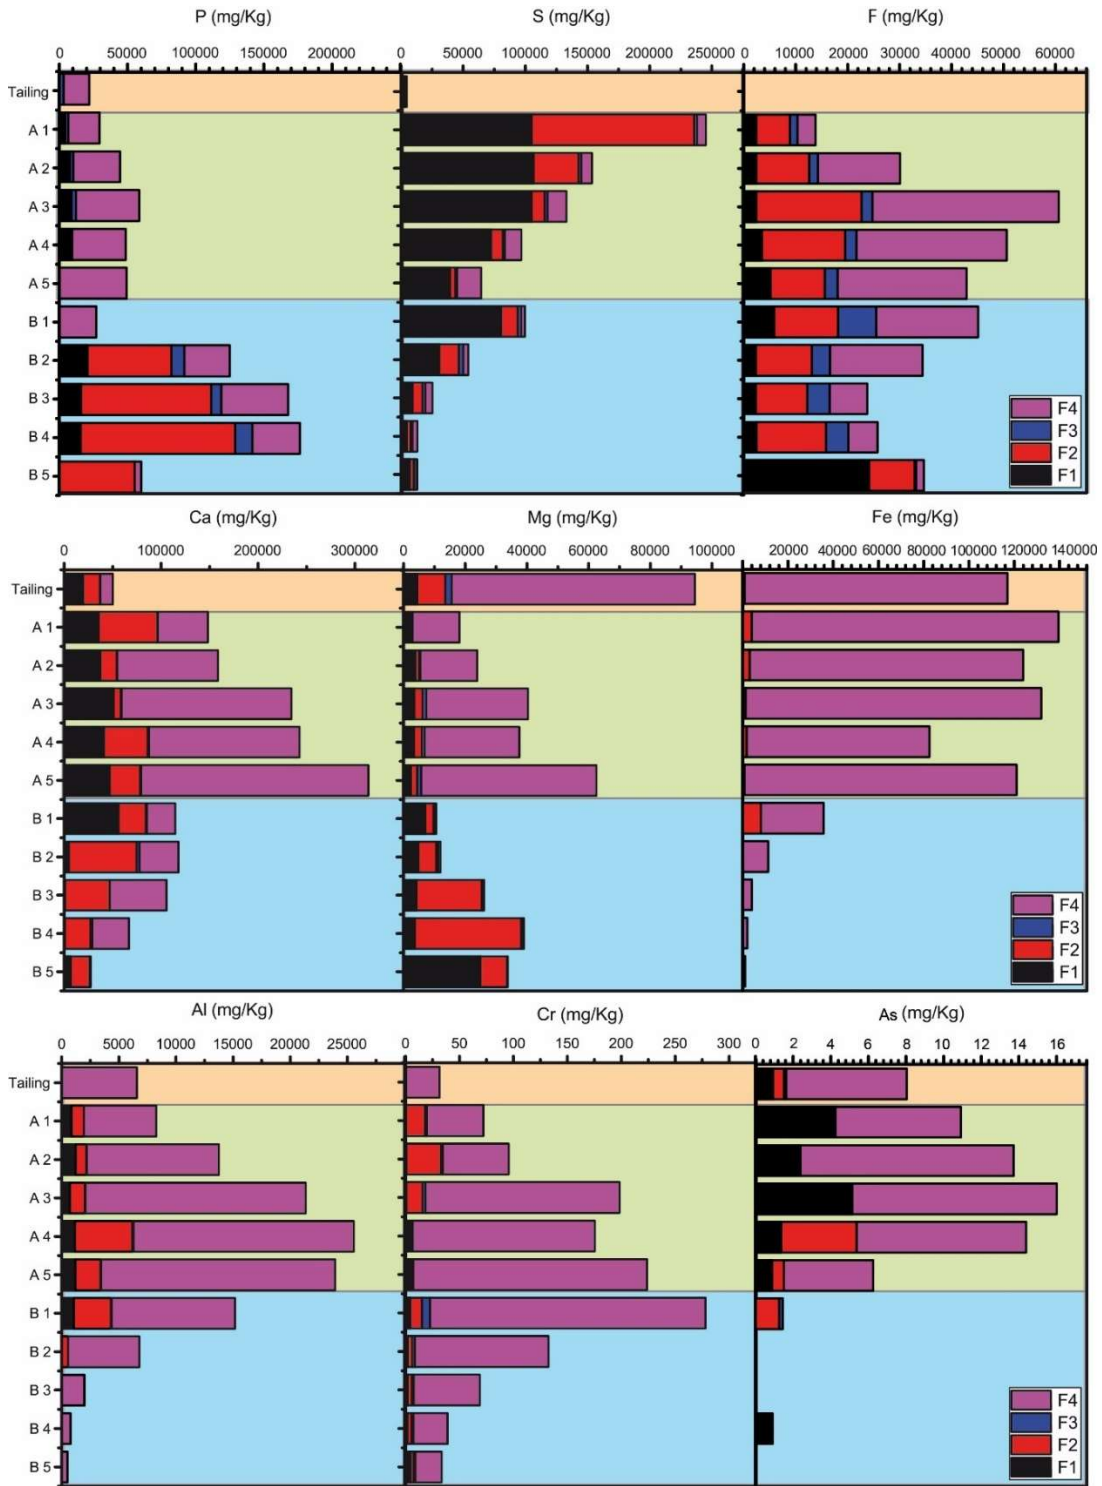 P (mg/Kg) S (mg/Kg) F (mg/Kg)
0 50000 100000 150000 200000 0 50000 100000 150000 200000 250000 0 10000 20000 30000 40000 50000 60000
Tailing
A 1
A 2
A 3
A 4
A 5
B 1
B 2
B 3
B 4
B 5
F4
F3
F2
F1
Ca (mg/Kg) Mg (mg/Kg) Fe (mg/Kg)
0 100000 200000 300000 0 20000 40000 60000 80000 100000 20000 40000 60000 80000 100000 120000 140000
Tailing
A 1
A 2
A 3
A 4
A 5
B 1
B 2
B 3
B 4
B 5
F4
F3
F2
F1
Al (mg/Kg) Cr (mg/Kg) As (mg/Kg)
0 5000 10000 15000 20000 25000 0 50 100 150 200 250 300 0 2 4 6 8 10 12 14 16
Tailing
A 1
A 2
A 3
A 4
A 5
B 1
B 2
B 3
B 4
B 5
F4
F3
F2
F1